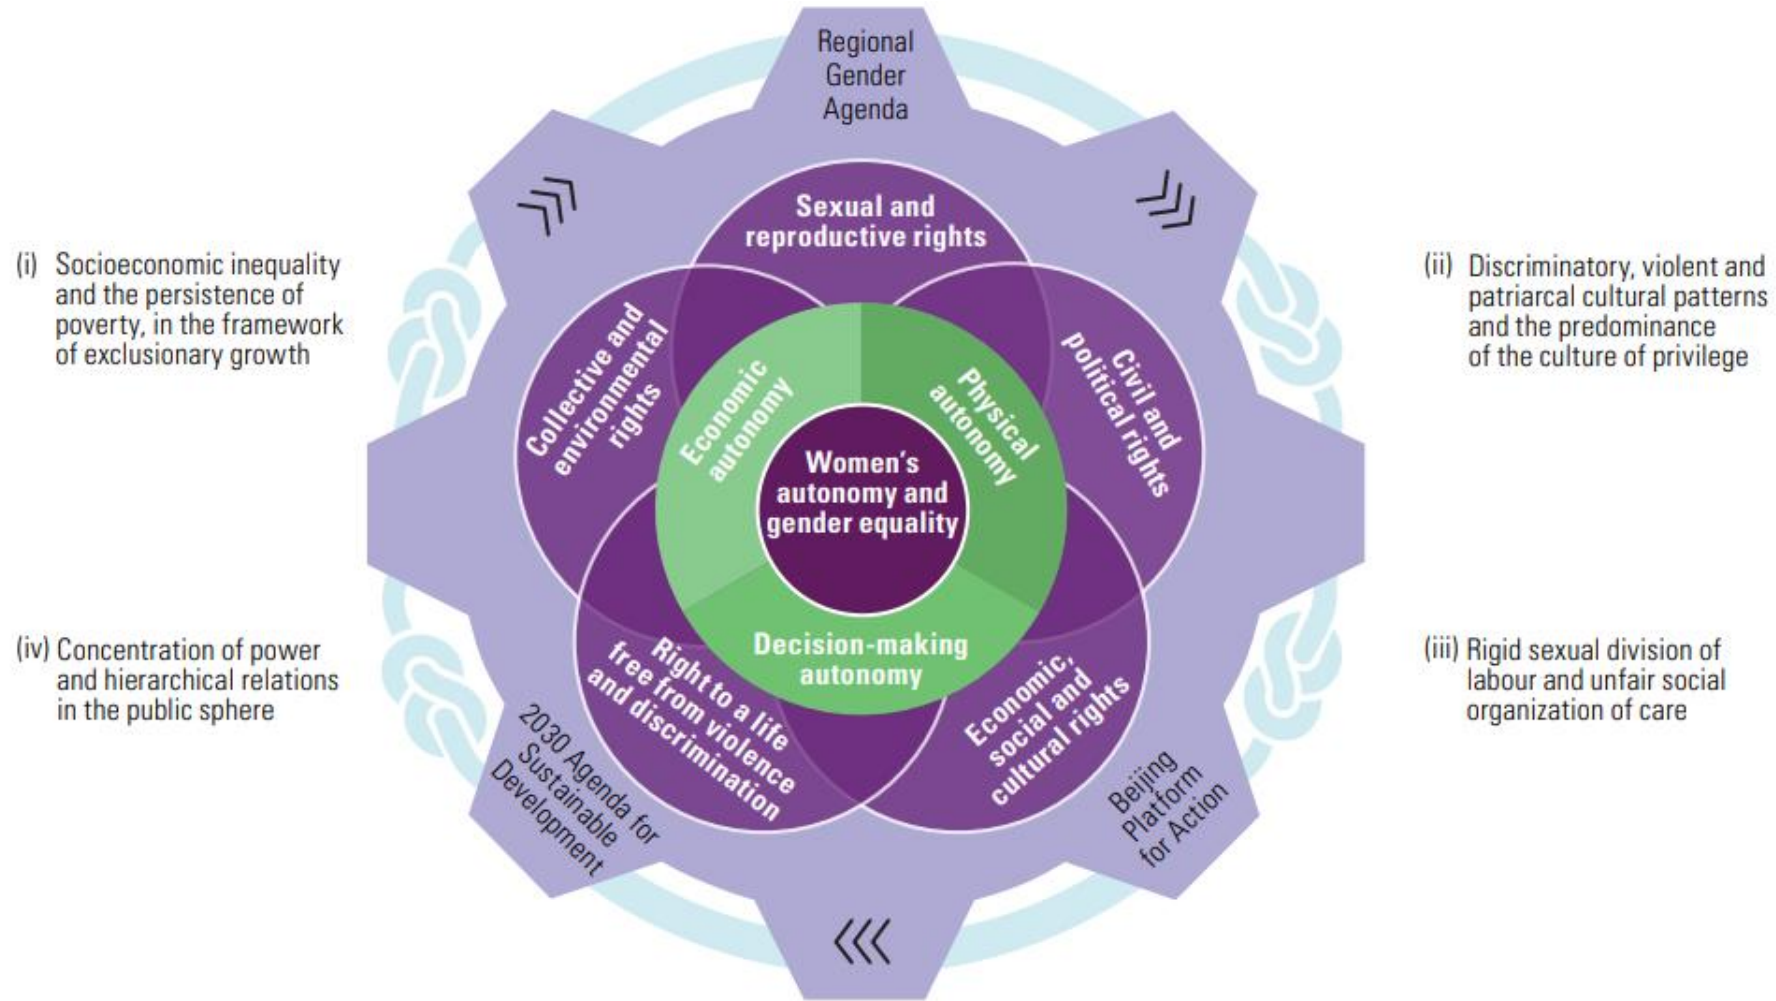 Regional
Gender
Agenda
Sexual and
reproductive rights
(i) Socioeconomic inequality
and the persistence of
poverty, in the framework
of exclusionary growth
(ii) Discriminatory, violent and
patriarcal cultural patterns
and the predominance
of the culture of privilege
Collective and
environmental
rights
Civil and
political rights
Economic
autonomy
Physical
autonomy
Women's
autonomy and
gender equality
Decision-making
autonomy
(iv) Concentration of power
and hierarchical relations
in the public sphere
(iii) Rigid sexual division of
labour and unfair social
organization of care
Right to a life
free from violence
and discrimination
Economic,
social and
cultural rights
2030 Agenda for
Sustainable
Development
Beijing
Platform
for Action